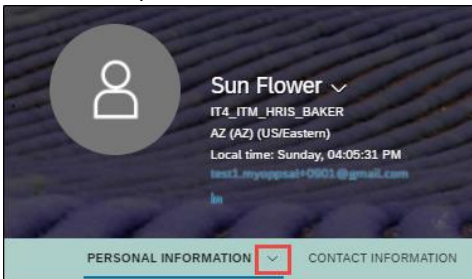 Sun Flower
IT4_ITM_HRIS_BAKER
AZ (AZ) (US/Eastern)
Local time: Sunday, 04:05:31 PM
test1.myoppsal+0901@gmail.com
PERSONAL INFORMATION CONTACT INFORMATION